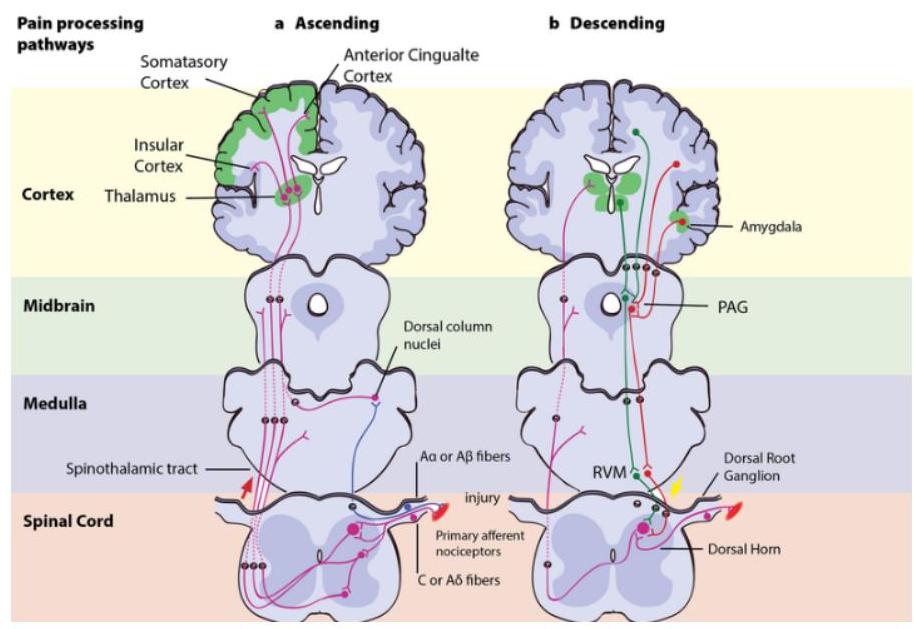 Pain processing
pathways
a Ascending
b Descending
Somatasory
Cortex
Anterior Cingualte
Cortex
Insular
Cortex
Cortex
Thalamus
Amygdala
Midbrain
PAG
Dorsal column
nuclei
Medulla
Spinothalamic tract
Aα or Aβ fibers
RVM
Dorsal Root
Ganglion
injury
Spinal Cord
Primary afferent
nociceptors
Dorsal Horn
C or Aδ fibers